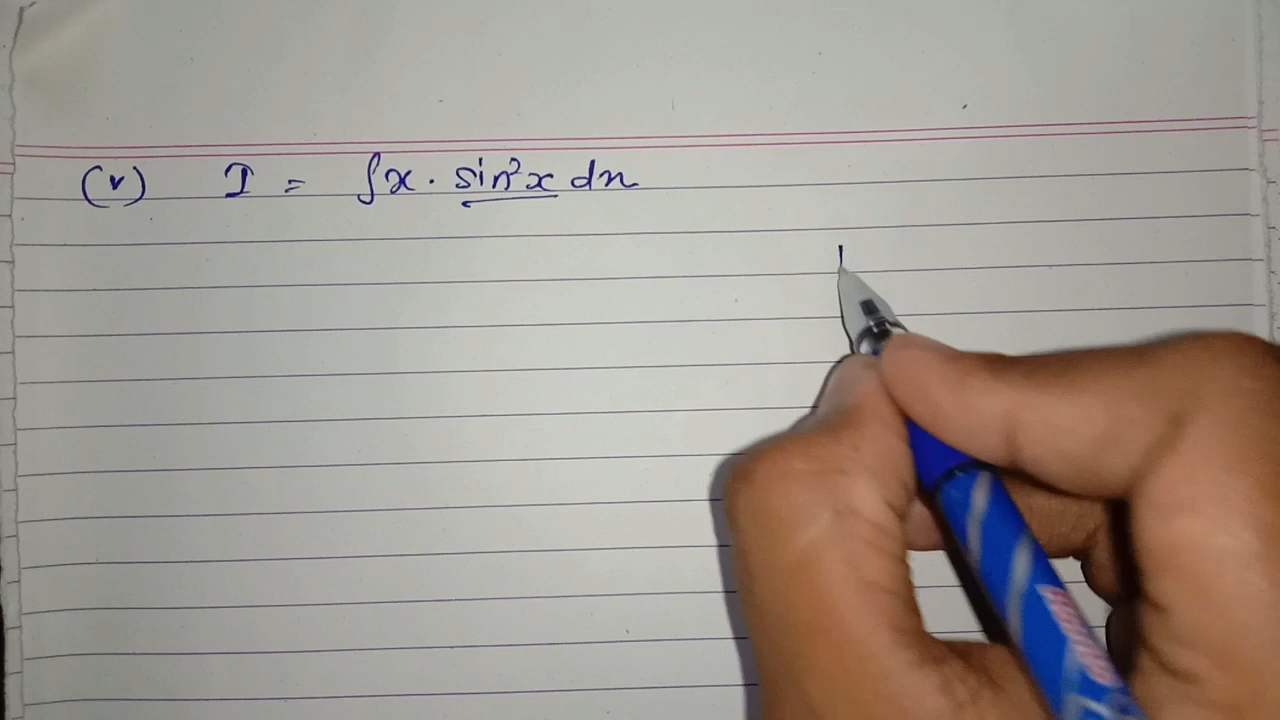 (v) I = ∫x · sin²x dx